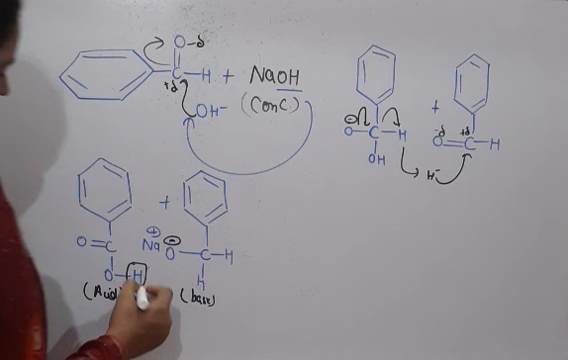 O-δ
C-H + NaOH
+δ
OH- (Conc)
+
⊖
O-C-H
OH
H-
-δ +δ
O=C-H
+
O=C
O-H
(Acid)
⊕ ⊖
Na O-C-H
H
(base)